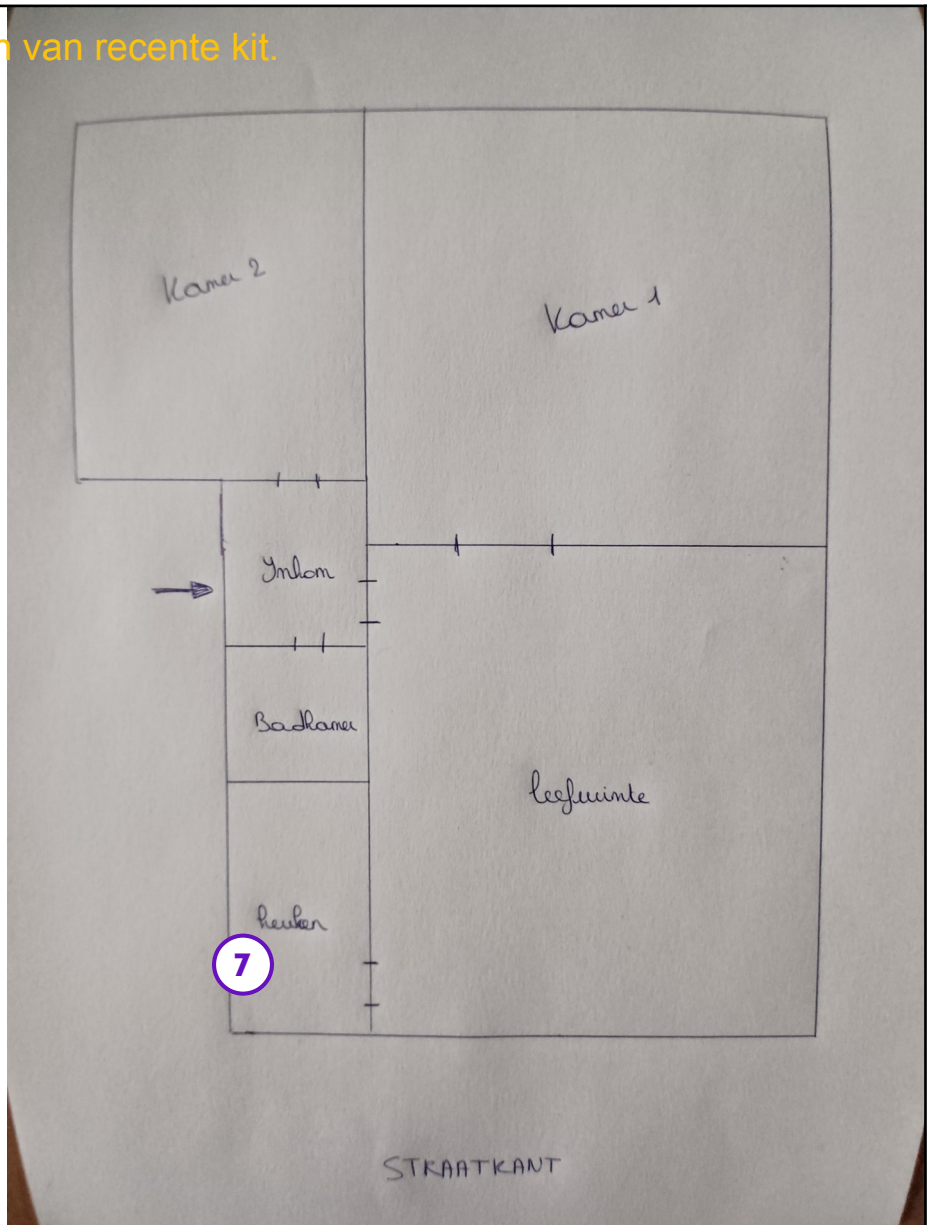 van recente kit.
Kamer 2
Kamer 1
Inkom
Badkamer
leefruimte
keuken
7
STRAATKANT